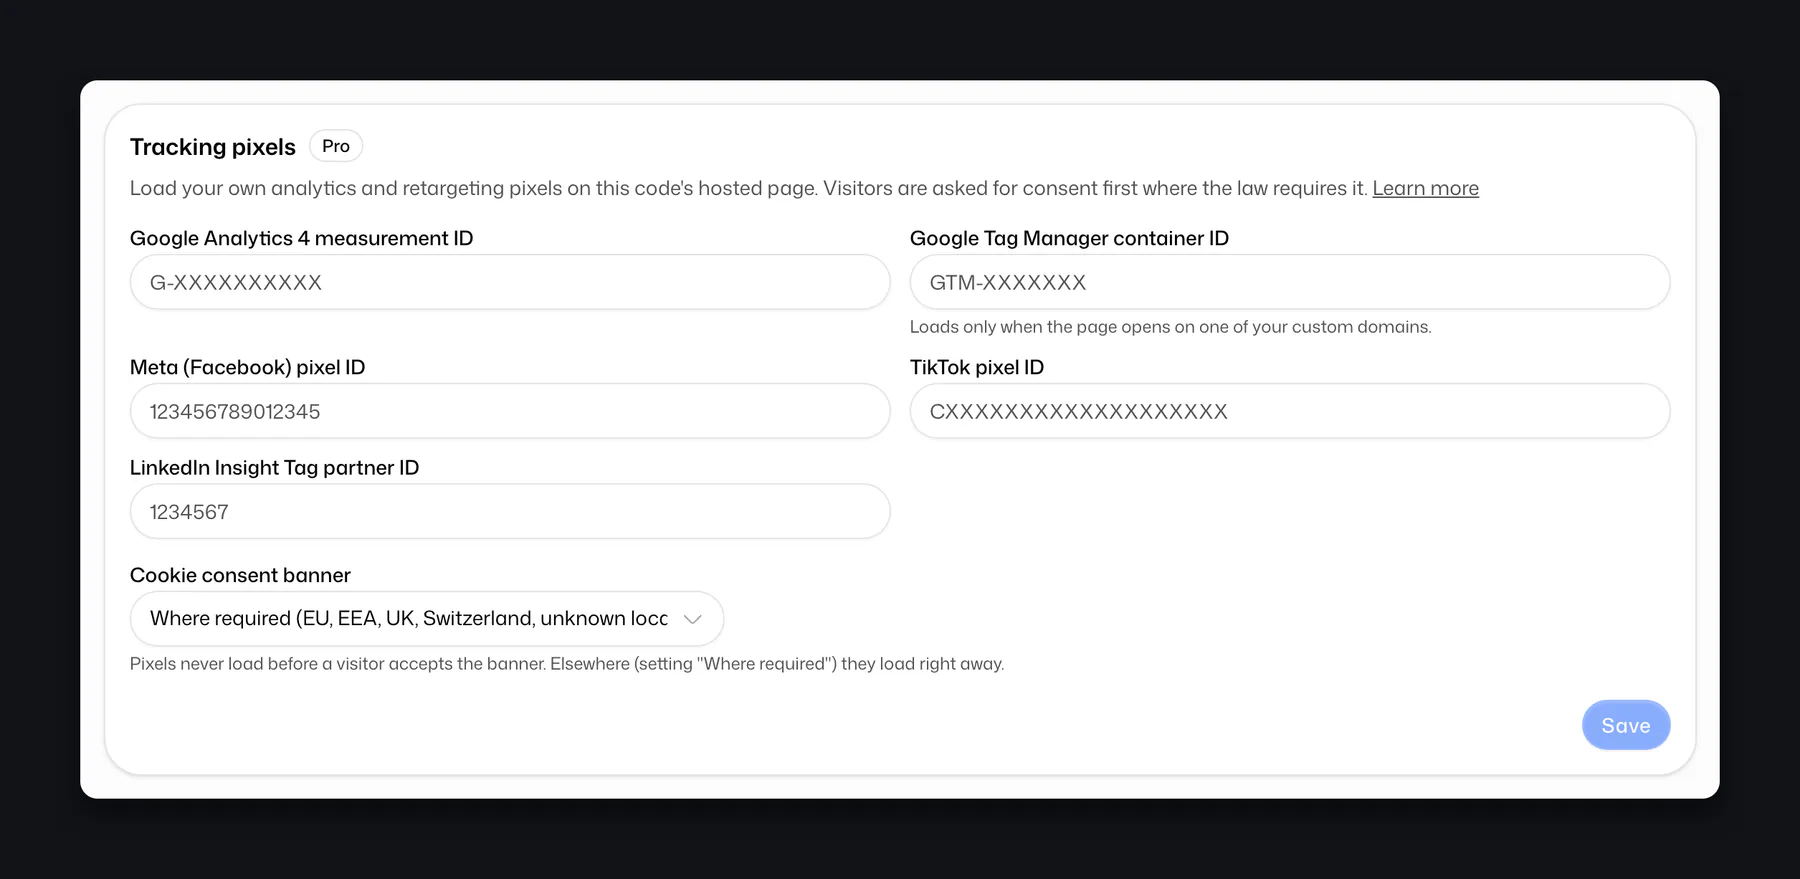 Tracking pixels Pro
Load your own analytics and retargeting pixels on this code's hosted page. Visitors are asked for consent first where the law requires it. Learn more
Google Analytics 4 measurement ID
G-XXXXXXXXXX
Google Tag Manager container ID
GTM-XXXXXXX
Loads only when the page opens on one of your custom domains.
Meta (Facebook) pixel ID
123456789012345
TikTok pixel ID
CXXXXXXXXXXXXXXXXXXX
LinkedIn Insight Tag partner ID
1234567
Cookie consent banner
Where required (EU, EEA, UK, Switzerland, unknown
Pixels never load before a visitor accepts the banner. Elsewhere (setting "Where required") they load right away.
Save